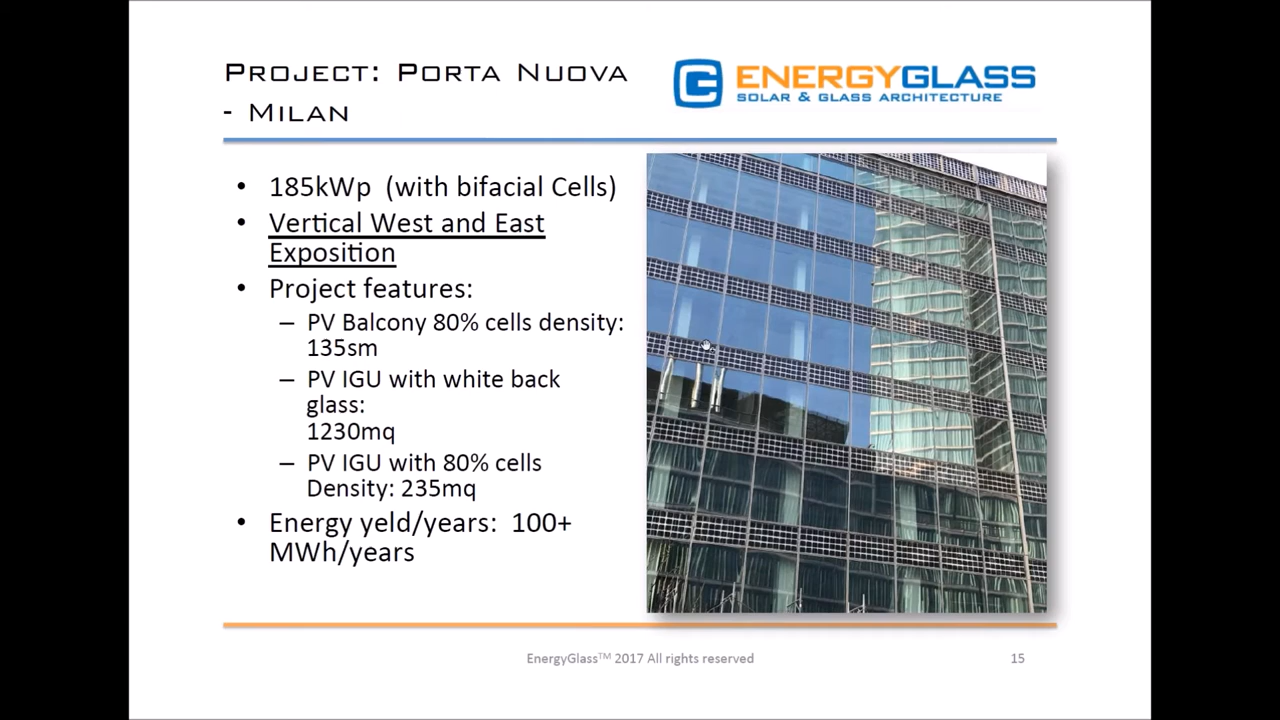 PROJECT: PORTA NUOVA
- MILAN
ENERGYGLASS
SOLAR & GLASS ARCHITECTURE
• 185kWp (with bifacial Cells)
• Vertical West and East
Exposition
• Project features:
– PV Balcony 80% cells density:
135sm
– PV IGU with white back
glass:
1230mq
– PV IGU with 80% cells
Density: 235mq
• Energy yeld/years: 100+
MWh/years
EnergyGlass™ 2017 All rights reserved
15